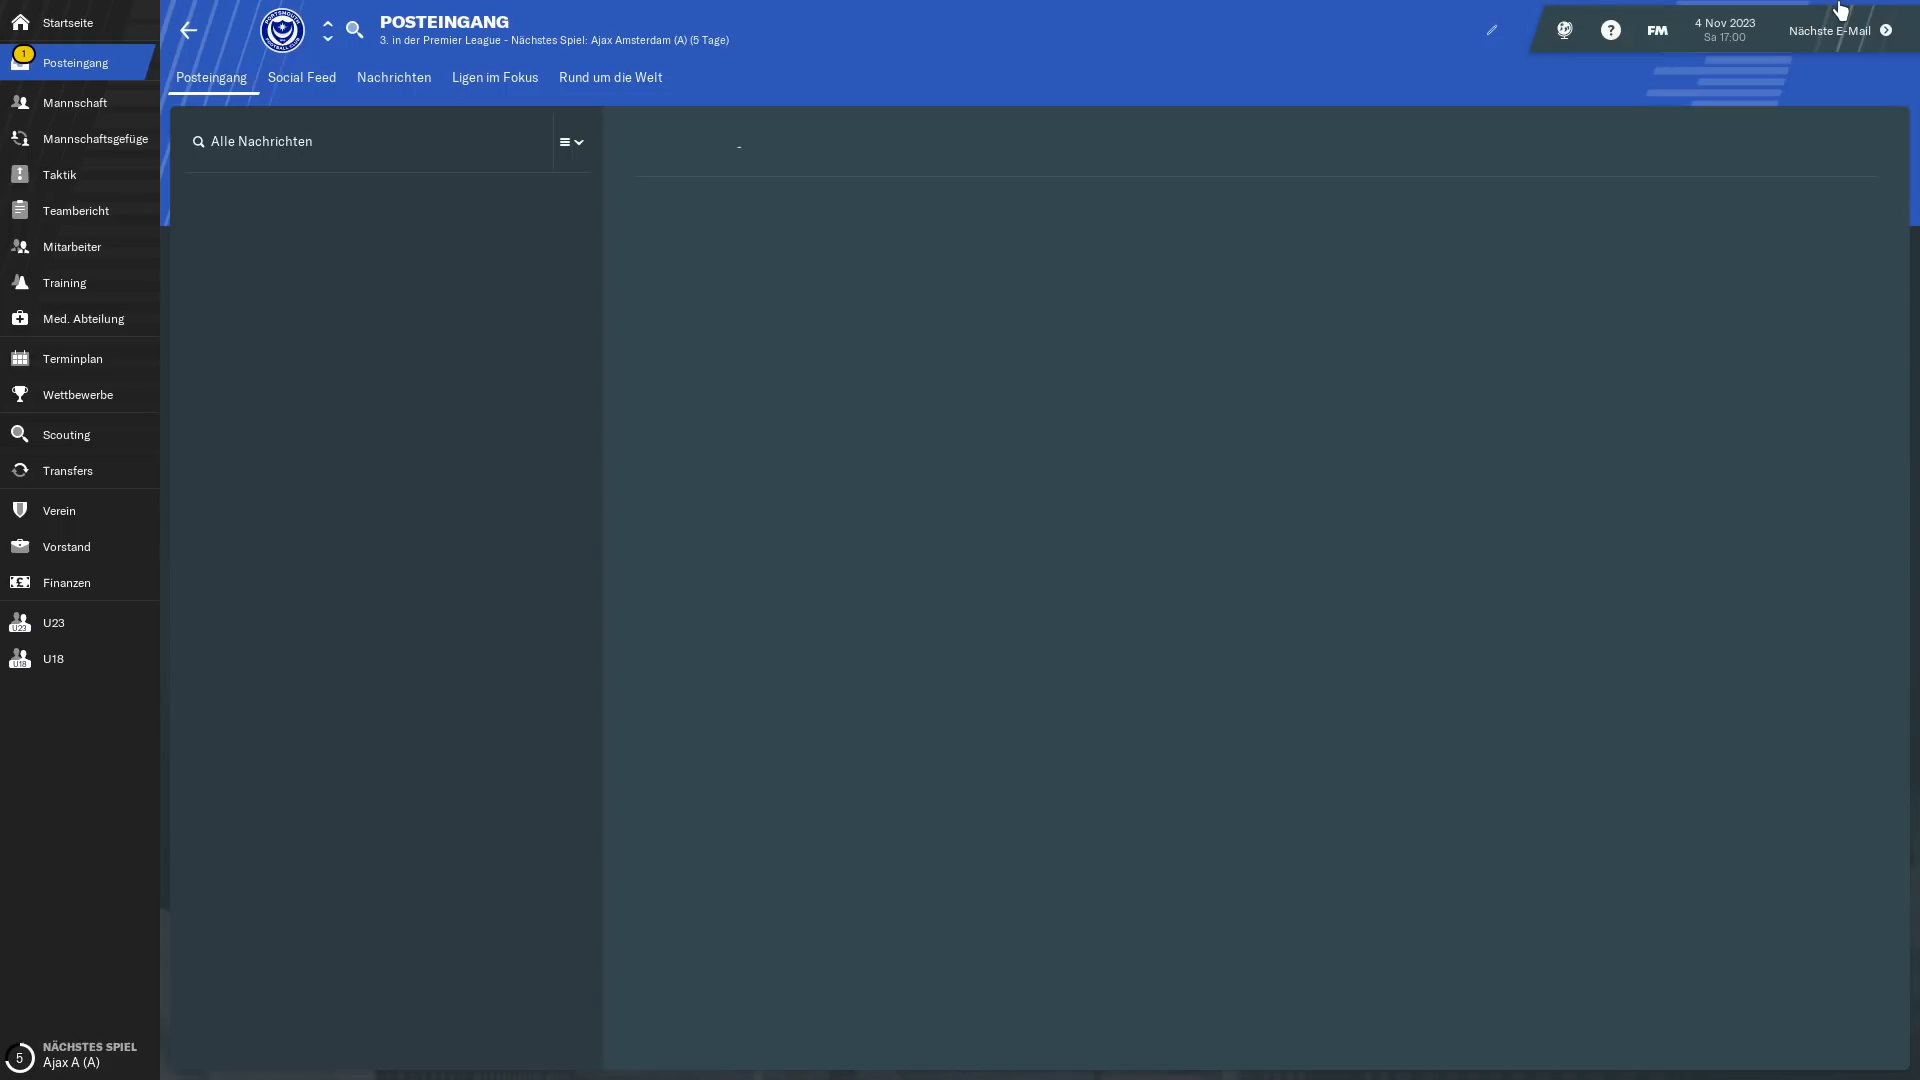 Startseite
1
Posteingang
Mannschaft
Mannschaftsgefüge
Taktik
Teambericht
Mitarbeiter
Training
Med. Abteilung
Terminplan
Wettbewerbe
Scouting
Transfers
Verein
Vorstand
Finanzen
U23
U23
U18
U18
5
NÄCHSTES SPIEL
Ajax A (A)
POSTEINGANG
3. in der Premier League - Nächstes Spiel: Ajax Amsterdam (A) (5 Tage)
?
FM
4 Nov 2023
Sa 17:00
Nächste E-Mail
Posteingang
Social Feed
Nachrichten
Ligen im Fokus
Rund um die Welt
Alle Nachrichten
-